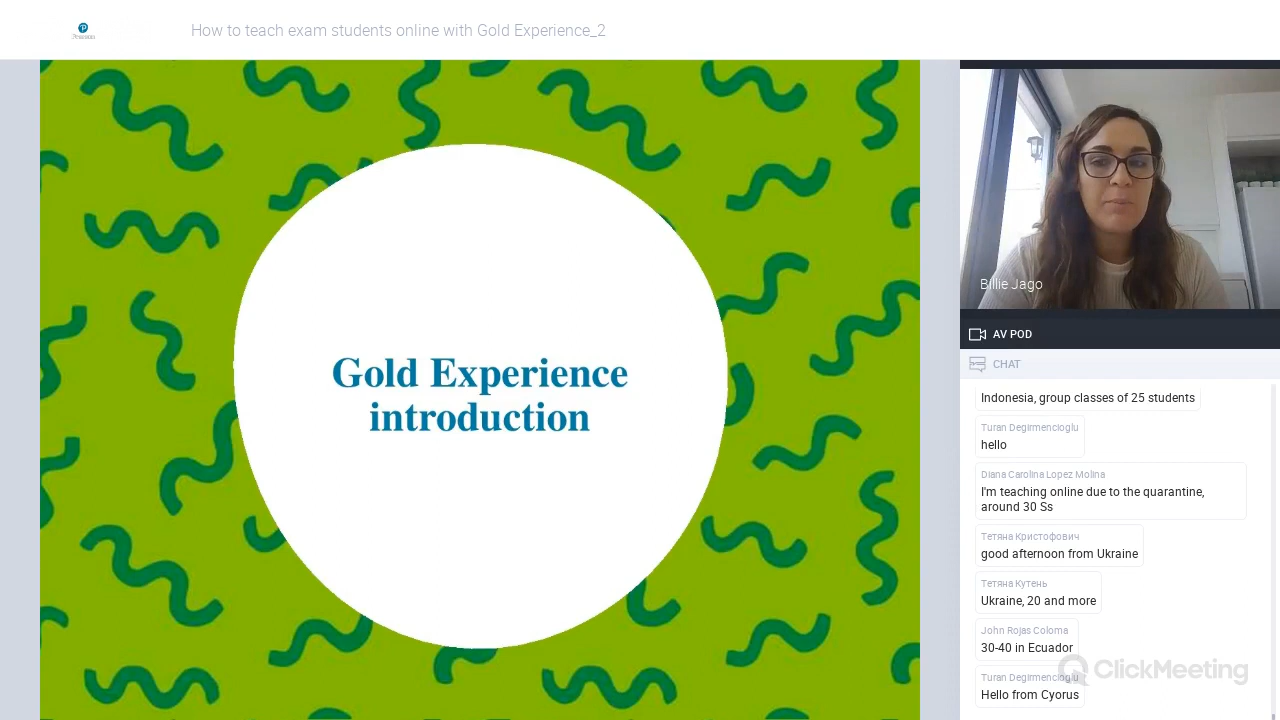 How to teach exam students online with Gold Experience_2
Gold Experience
introduction
Billie Jago
AV POD
CHAT
Indonesia, group classes of 25 students
Turan Degirmencioglu
hello
Diana Carolina Lopez Molina
I'm teaching online due to the quarantine,
around 30 Ss
Тетяна Кристофович
good afternoon from Ukraine
Тетяна Кутень
Ukraine, 20 and more
John Rojas Coloma
30-40 in Ecuador
Turan Degirmencioglu
Hello from Cyorus
ClickMeeting